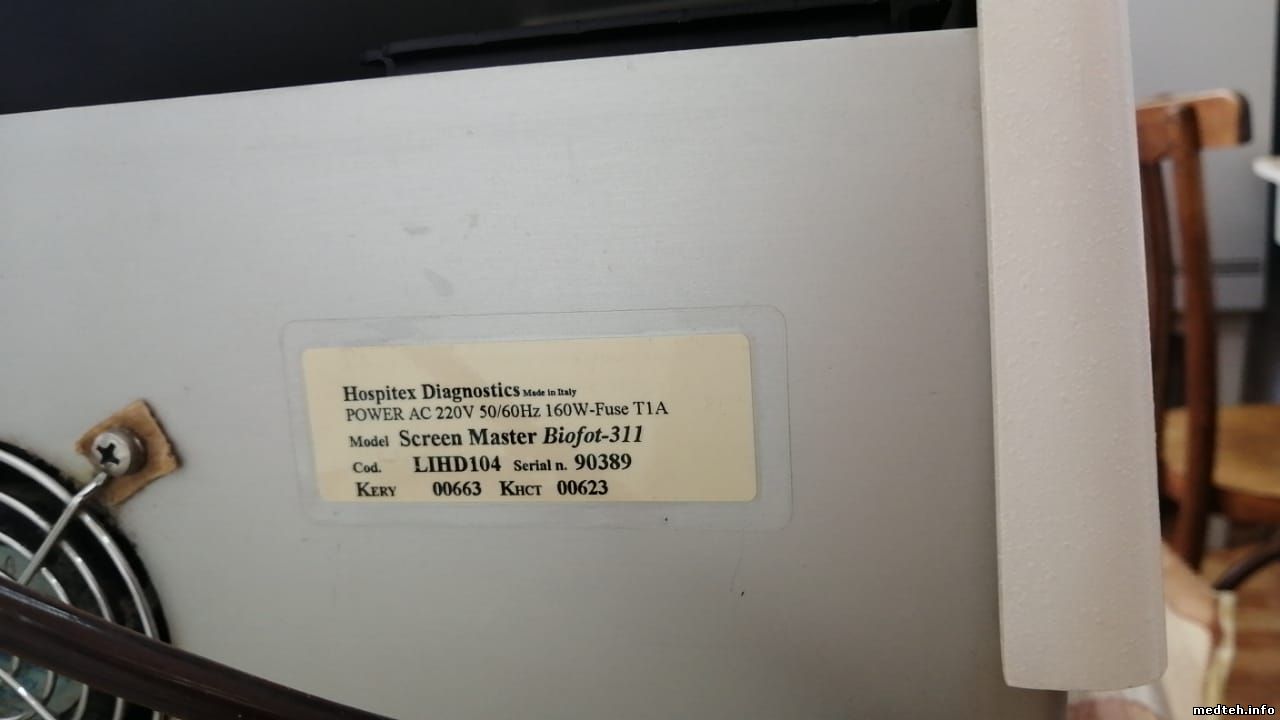 Hospitex Diagnostics Made in Italy
POWER AC 220V 50/60Hz 160W-Fuse T1A
Model Screen Master Biofot-311
Cod. LIHD104 Serial n. 90389
KERY 00663 KHCT 00623
medteh.info